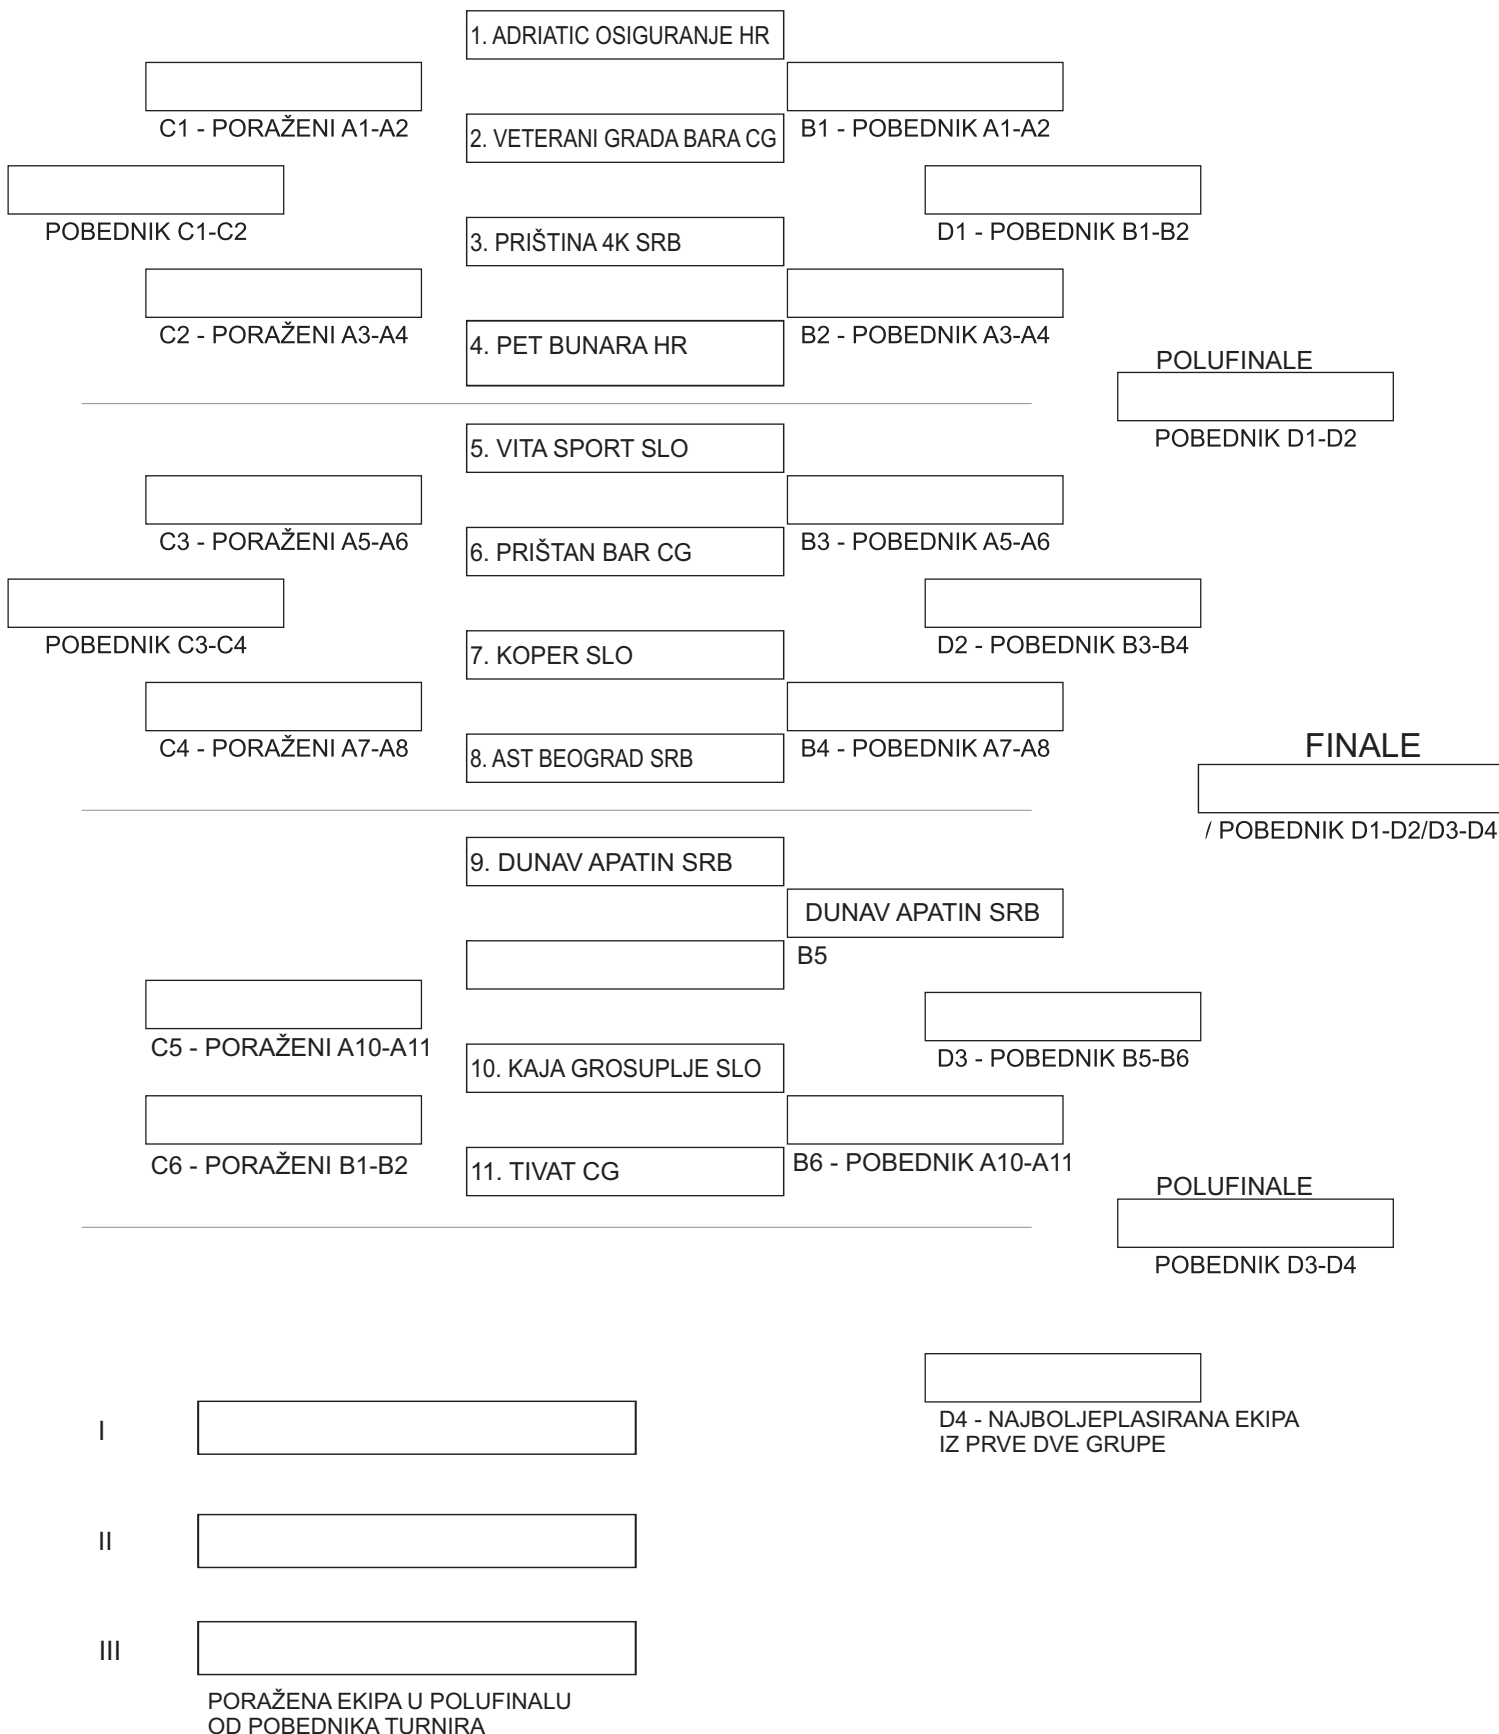 1. ADRIATIC OSIGURANJE HR
C1 - PORAŽENI A1-A2
2. VETERANI GRADA BARA CG
B1 - POBEDNIK A1-A2
POBEDNIK C1-C2
3. PRIŠTINA 4K SRB
D1 - POBEDNIK B1-B2
C2 - PORAŽENI A3-A4
4. PET BUNARA HR
B2 - POBEDNIK A3-A4
POLUFINALE
POBEDNIK D1-D2
5. VITA SPORT SLO
C3 - PORAŽENI A5-A6
6. PRIŠTAN BAR CG
B3 - POBEDNIK A5-A6
POBEDNIK C3-C4
7. KOPER SLO
D2 - POBEDNIK B3-B4
C4 - PORAŽENI A7-A8
8. AST BEOGRAD SRB
B4 - POBEDNIK A7-A8
FINALE
/ POBEDNIK D1-D2/D3-D4
9. DUNAV APATIN SRB
DUNAV APATIN SRB
B5
C5 - PORAŽENI A10-A11
10. KAJA GROSUPLJE SLO
D3 - POBEDNIK B5-B6
C6 - PORAŽENI B1-B2
11. TIVAT CG
B6 - POBEDNIK A10-A11
POLUFINALE
POBEDNIK D3-D4
I
D4 - NAJBOLJEPLASIRANA EKIPA
IZ PRVE DVE GRUPE
II
III
PORAŽENA EKIPA U POLUFINALU
OD POBEDNIKA TURNIRA